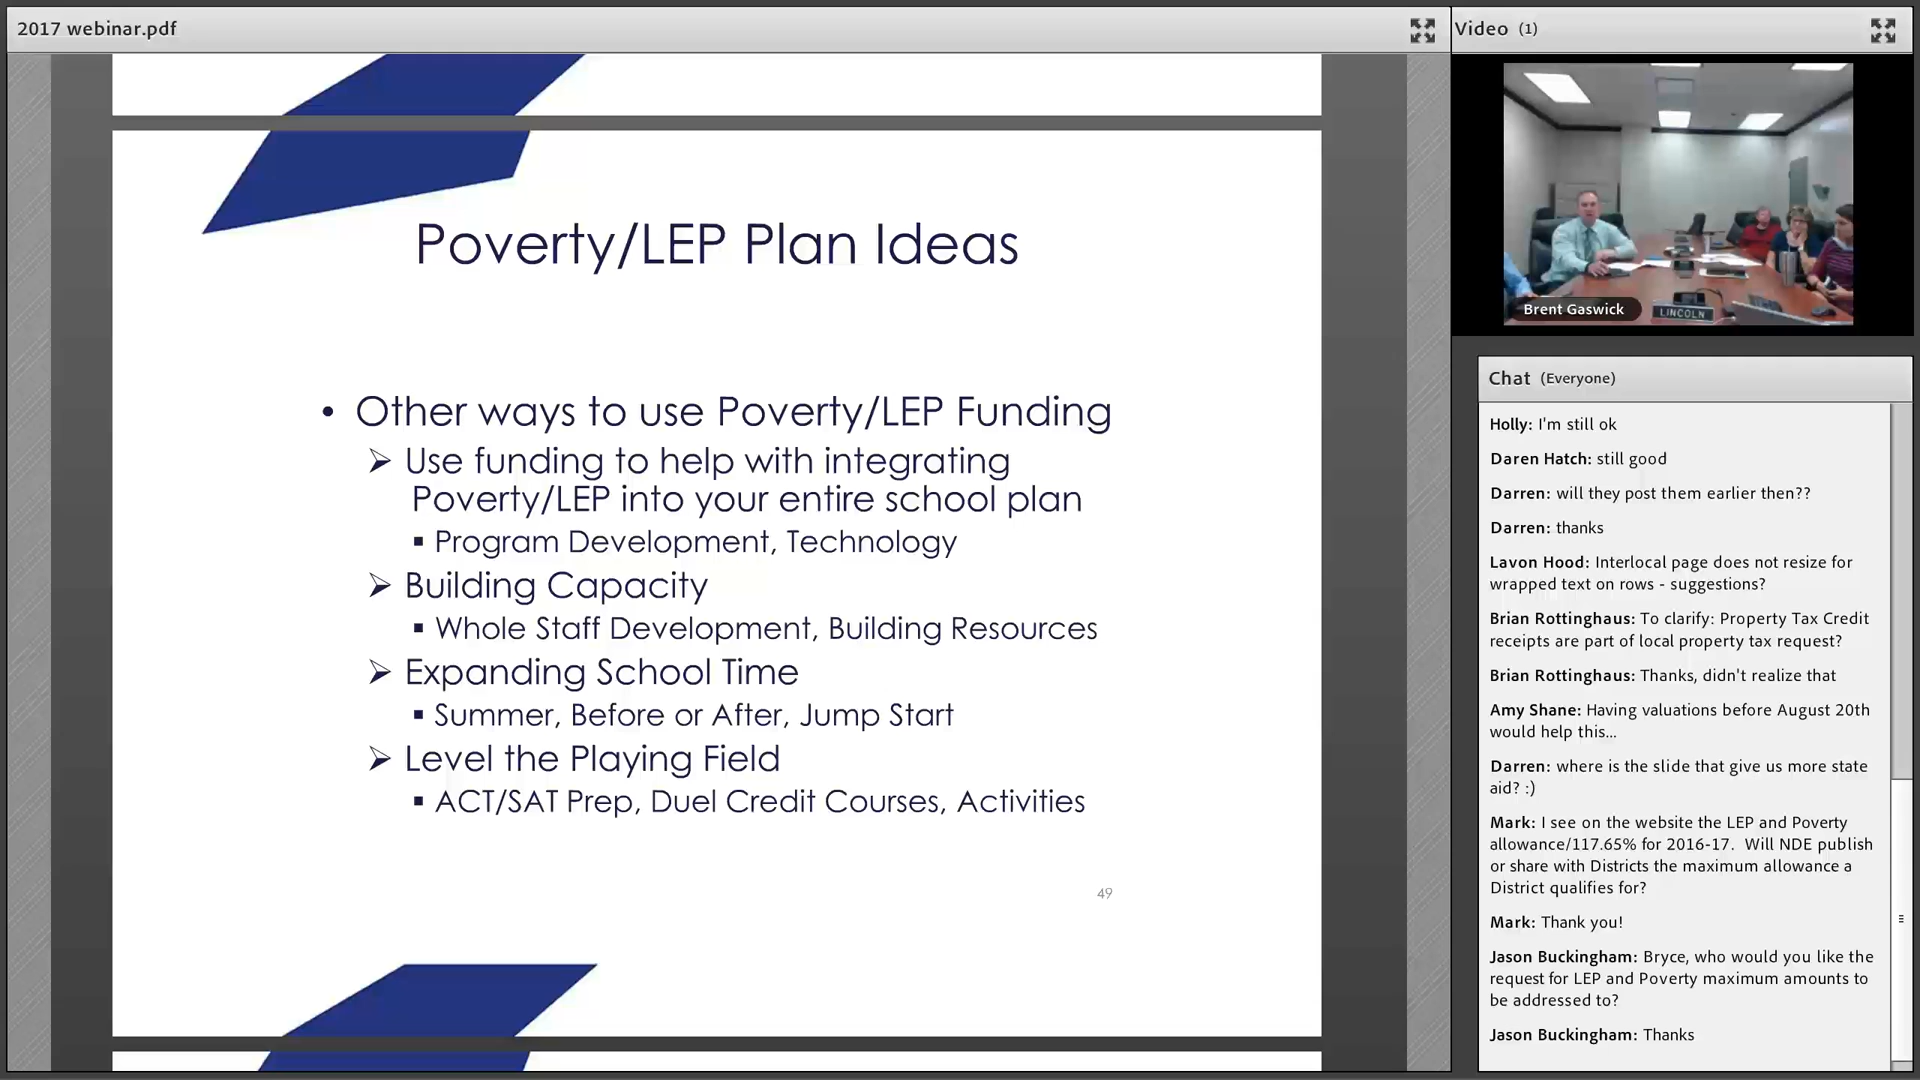 2017 webinar.pdf
Poverty/LEP Plan Ideas
• Other ways to use Poverty/LEP Funding
➢ Use funding to help with integrating
Poverty/LEP into your entire school plan
▪ Program Development, Technology
➢ Building Capacity
▪ Whole Staff Development, Building Resources
➢ Expanding School Time
▪ Summer, Before or After, Jump Start
➢ Level the Playing Field
▪ ACT/SAT Prep, Duel Credit Courses, Activities
49
Video (1)
Brent Gaswick
LINCOLN
Chat (Everyone)
Holly: I'm still ok
Daren Hatch: still good
Darren: will they post them earlier then??
Darren: thanks
Lavon Hood: Interlocal page does not resize for
wrapped text on rows - suggestions?
Brian Rottinghaus: To clarify: Property Tax Credit
receipts are part of local property tax request?
Brian Rottinghaus: Thanks, didn't realize that
Amy Shane: Having valuations before August 20th
would help this...
Darren: where is the slide that give us more state
aid? :)
Mark: I see on the website the LEP and Poverty
allowance/117.65% for 2016-17. Will NDE publish
or share with Districts the maximum allowance a
District qualifies for?
Mark: Thank you!
Jason Buckingham: Bryce, who would you like the
request for LEP and Poverty maximum amounts to
be addressed to?
Jason Buckingham: Thanks